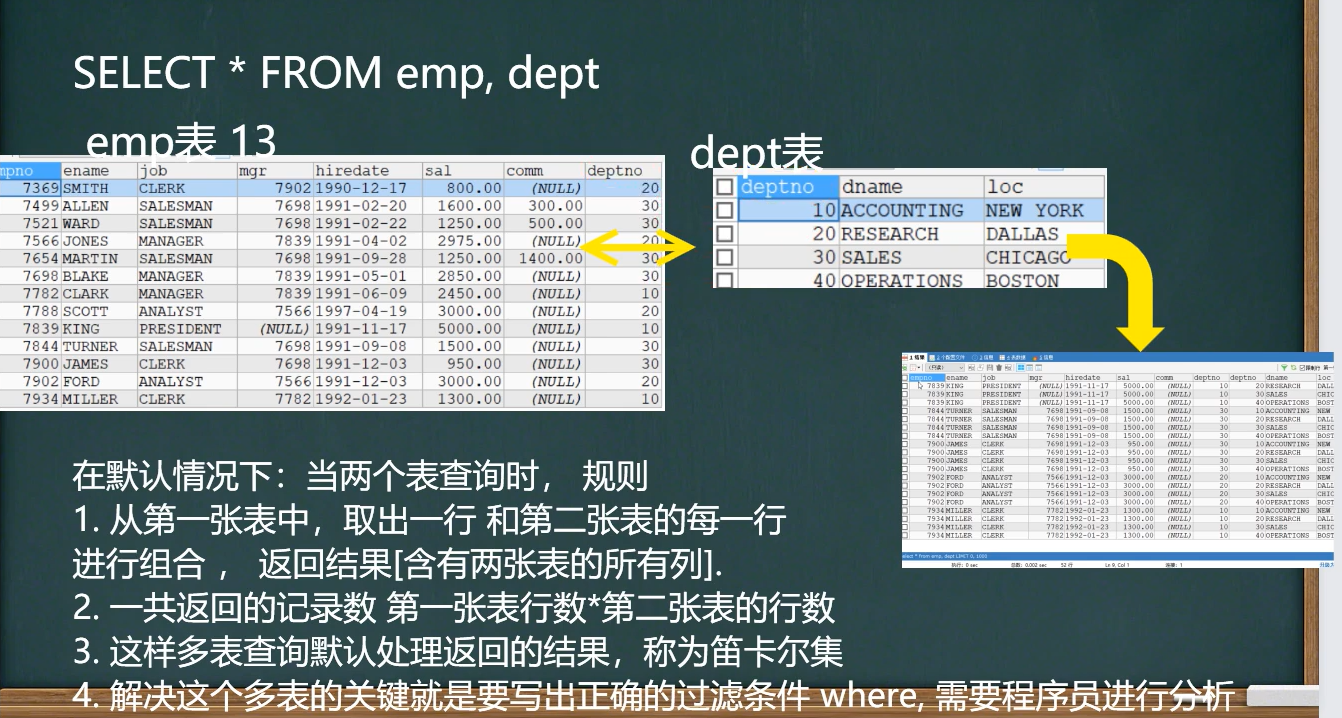 SELECT * FROM emp, dept
emp表 13
dept表
mpno ename job mgr hiredate sal comm deptno
7369 SMITH CLERK 7902 1990-12-17 800.00 (NULL) 20
7499 ALLEN SALESMAN 7698 1991-02-20 1600.00 300.00 30
7521 WARD SALESMAN 7698 1991-02-22 1250.00 500.00 30
7566 JONES MANAGER 7839 1991-04-02 2975.00 (NULL) 20
7654 MARTIN SALESMAN 7698 1991-09-28 1250.00 1400.00 30
7698 BLAKE MANAGER 7839 1991-05-01 2850.00 (NULL) 30
7782 CLARK MANAGER 7839 1991-06-09 2450.00 (NULL) 10
7788 SCOTT ANALYST 7566 1997-04-19 3000.00 (NULL) 20
7839 KING PRESIDENT (NULL) 1991-11-17 5000.00 (NULL) 10
7844 TURNER SALESMAN 7698 1991-09-08 1500.00 (NULL) 30
7900 JAMES CLERK 7698 1991-12-03 950.00 (NULL) 30
7902 FORD ANALYST 7566 1991-12-03 3000.00 (NULL) 20
7934 MILLER CLERK 7782 1992-01-23 1300.00 (NULL) 10
deptno dname loc
10 ACCOUNTING NEW YORK
20 RESEARCH DALLAS
30 SALES CHICAGO
40 OPERATIONS BOSTON
empno ename job mgr hiredate sal comm deptno deptno dname loc
7839 KING PRESIDENT (NULL) 1991-11-17 5000.00 (NULL) 10 20 RESEARCH DALL
7839 KING PRESIDENT (NULL) 1991-11-17 5000.00 (NULL) 10 30 SALES CHIC
7839 KING PRESIDENT (NULL) 1991-11-17 5000.00 (NULL) 10 40 OPERATIONS BOST
7844 TURNER SALESMAN 7698 1991-09-08 1500.00 (NULL) 30 10 ACCOUNTING NEW
7844 TURNER SALESMAN 7698 1991-09-08 1500.00 (NULL) 30 20 RESEARCH DALL
7844 TURNER SALESMAN 7698 1991-09-08 1500.00 (NULL) 30 30 SALES CHIC
7844 TURNER SALESMAN 7698 1991-09-08 1500.00 (NULL) 30 40 OPERATIONS BOST
7900 JAMES CLERK 7698 1991-12-03 950.00 (NULL) 30 10 ACCOUNTING NEW
7900 JAMES CLERK 7698 1991-12-03 950.00 (NULL) 30 20 RESEARCH DALL
7900 JAMES CLERK 7698 1991-12-03 950.00 (NULL) 30 30 SALES CHIC
7900 JAMES CLERK 7698 1991-12-03 950.00 (NULL) 30 40 OPERATIONS BOST
7902 FORD ANALYST 7566 1991-12-03 3000.00 (NULL) 20 10 ACCOUNTING NEW
7902 FORD ANALYST 7566 1991-12-03 3000.00 (NULL) 20 20 RESEARCH DALL
7902 FORD ANALYST 7566 1991-12-03 3000.00 (NULL) 20 30 SALES CHIC
7902 FORD ANALYST 7566 1991-12-03 3000.00 (NULL) 20 40 OPERATIONS BOST
7934 MILLER CLERK 7782 1992-01-23 1300.00 (NULL) 10 10 ACCOUNTING NEW
7934 MILLER CLERK 7782 1992-01-23 1300.00 (NULL) 10 20 RESEARCH DALL
7934 MILLER CLERK 7782 1992-01-23 1300.00 (NULL) 10 30 SALES CHIC
7934 MILLER CLERK 7782 1992-01-23 1300.00 (NULL) 10 40 OPERATIONS BOST
select * from emp, dept LIMIT 0, 1000
执行: 0 sec 总数: 0.002 sec 52 行 Ln 9, Col 1 连接: 1
在默认情况下：当两个表查询时， 规则
1. 从第一张表中，取出一行 和第二张表的每一行
进行组合 ， 返回结果[含有两张表的所有列].
2. 一共返回的记录数 第一张表行数*第二张表的行数
3. 这样多表查询默认处理返回的结果，称为笛卡尔集
4. 解决这个多表的关键就是要写出正确的过滤条件 where, 需要程序员进行分析